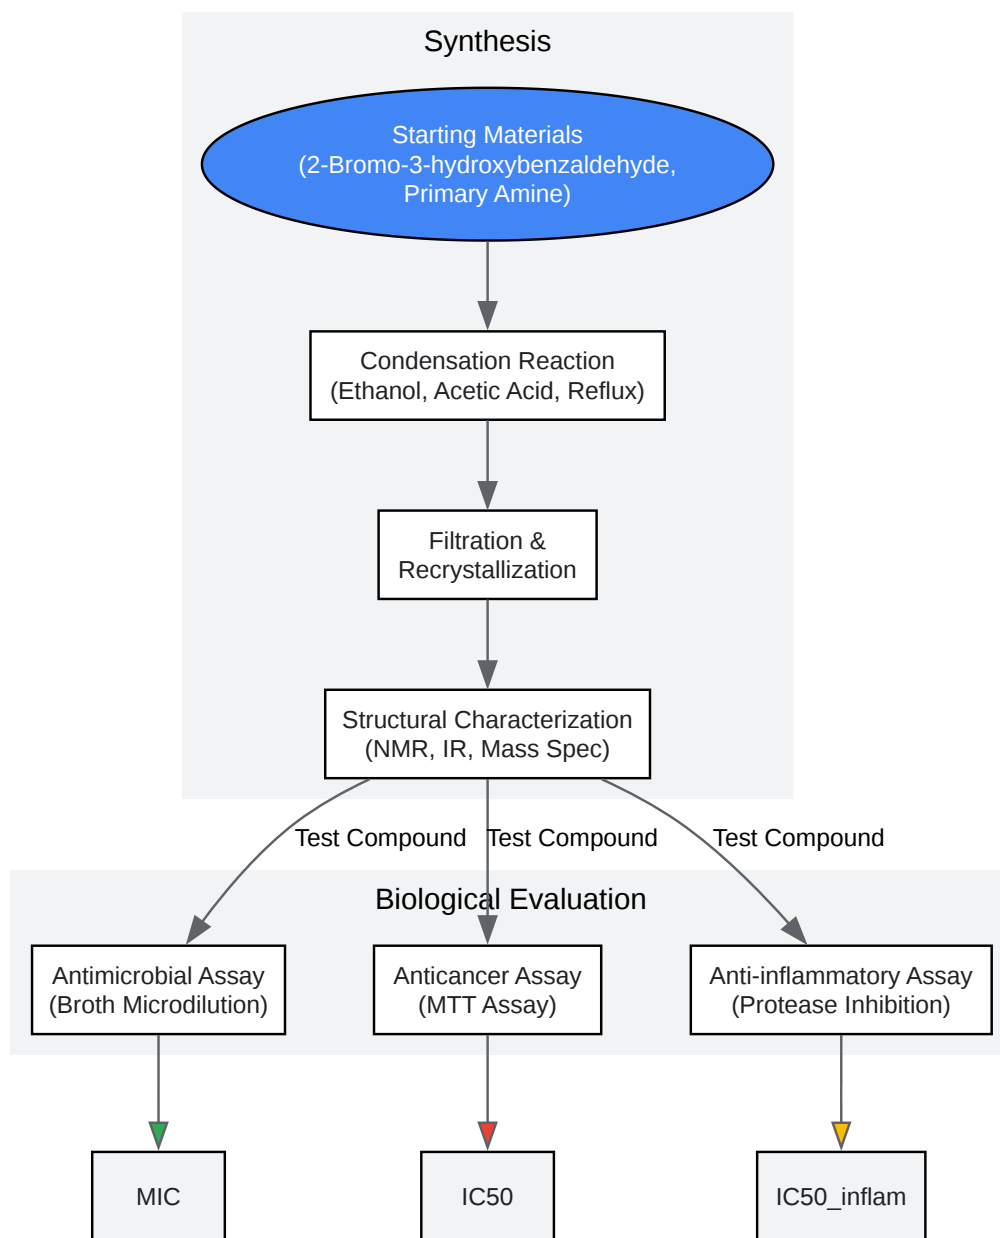 Synthesis
Starting Materials
(2-Bromo-3-hydroxybenzaldehyde,
Primary Amine)
Condensation Reaction
(Ethanol, Acetic Acid, Reflux)
Filtration &
Recrystallization
Structural Characterization
(NMR, IR, Mass Spec)
Test Compound
Test Compound
Test Compound
Biological Evaluation
Antimicrobial Assay
(Broth Microdilution)
Anticancer Assay
(MTT Assay)
Anti-inflammatory Assay
(Protease Inhibition)
MIC
IC50
IC50_inflam